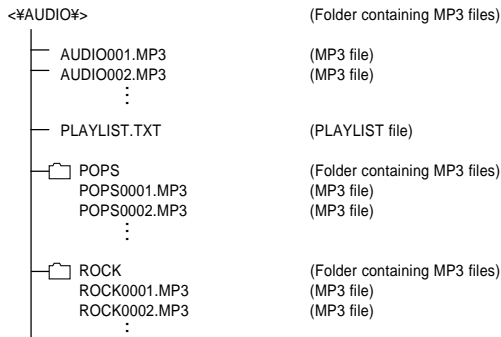 <¥AUDIO¥> (Folder containing MP3 files)
AUDIO001.MP3 (MP3 file)
AUDIO002.MP3 (MP3 file)
⋮
PLAYLIST.TXT (PLAYLIST file)
POPS (Folder containing MP3 files)
POPS0001.MP3 (MP3 file)
POPS0002.MP3 (MP3 file)
⋮
ROCK (Folder containing MP3 files)
ROCK0001.MP3 (MP3 file)
ROCK0002.MP3 (MP3 file)
⋮